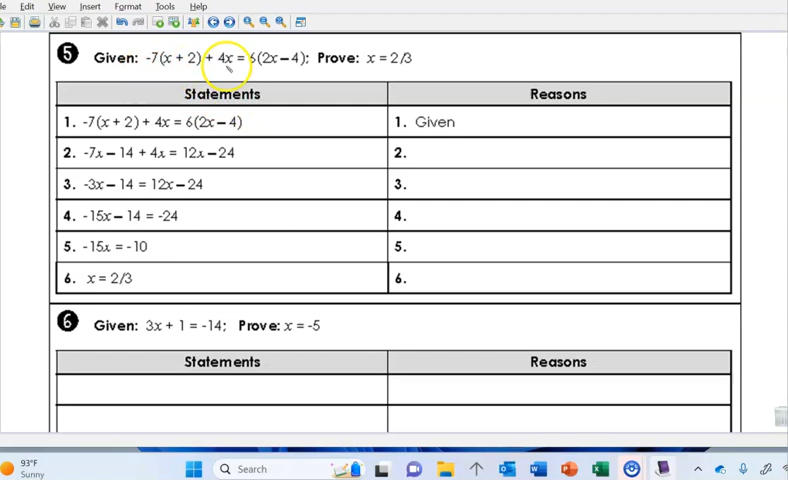 le Edit View Insert Format Tools Help
5 Given: -7(x + 2) + 4x = 6(2x – 4); Prove: x = 2/3
Statements Reasons
1. -7(x + 2) + 4x = 6(2x – 4) 1. Given
2. -7x – 14 + 4x = 12x – 24 2.
3. -3x – 14 = 12x – 24 3.
4. -15x – 14 = -24 4.
5. -15x = -10 5.
6. x = 2/3 6.
6 Given: 3x + 1 = -14; Prove: x = -5
Statements Reasons
93°F
Sunny
Search